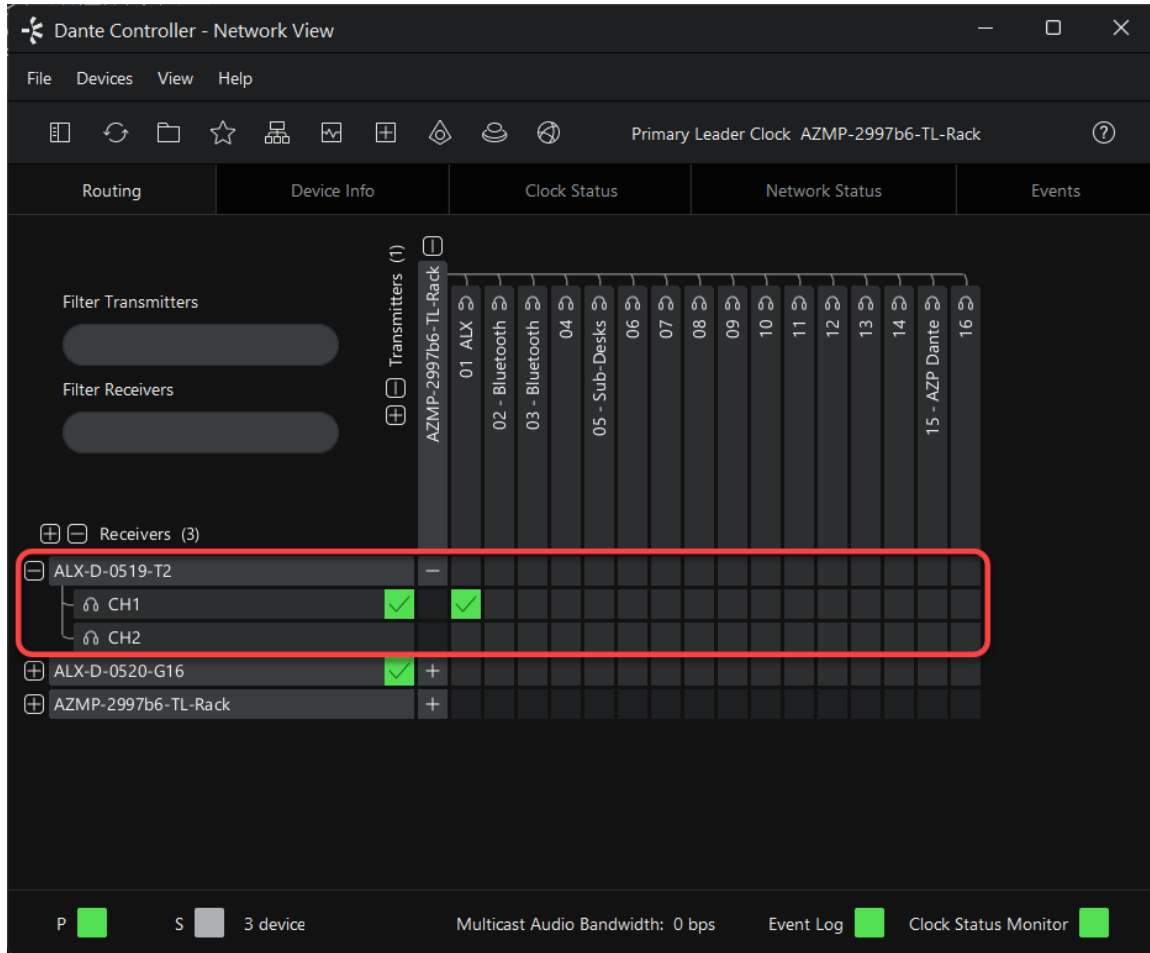 Dante Controller - Network View
File Devices View Help
Primary Leader Clock AZMP-2997b6-TL-Rack
Routing Device Info Clock Status Network Status Events
Filter Transmitters
Filter Receivers
Transmitters (1)
AZMP-2997b6-TL-Rack
01 ALX
02 - Bluetooth
03 - Bluetooth
04
05 - Sub-Desks
06
07
08
09
10
11
12
13
14
15 - AZP Dante
16
Receivers (3)
ALX-D-0519-T2
CH1
CH2
ALX-D-0520-G16
AZMP-2997b6-TL-Rack
P S 3 device Multicast Audio Bandwidth: 0 bps Event Log Clock Status Monitor